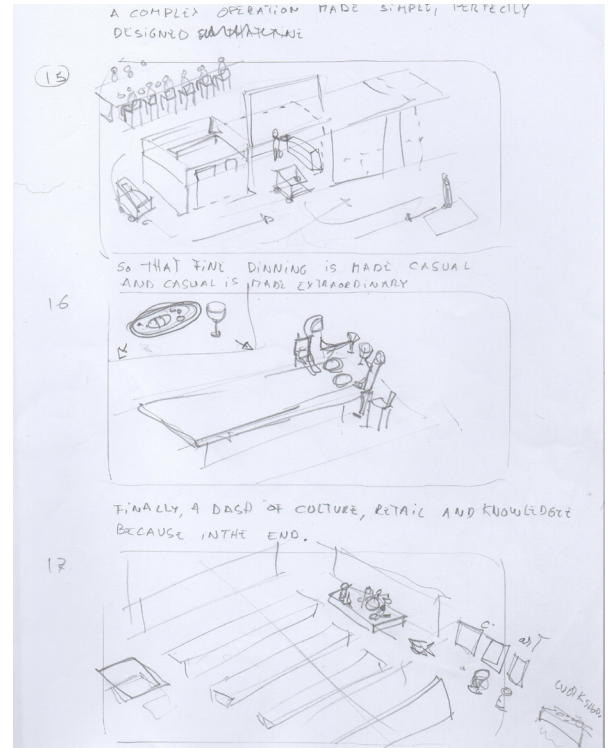 A COMPLEX OPERATION MADE SIMPLE, PERFECTLY
DESIGNED
15
SO THAT FINE DINNING IS MADE CASUAL
AND CASUAL IS MADE EXTRAORDINARY
16
FINALLY, A DASH OF CULTURE, RETAIL AND KNOWLEDGE
BECAUSE IN THE END.
17
art
WORKSHOP